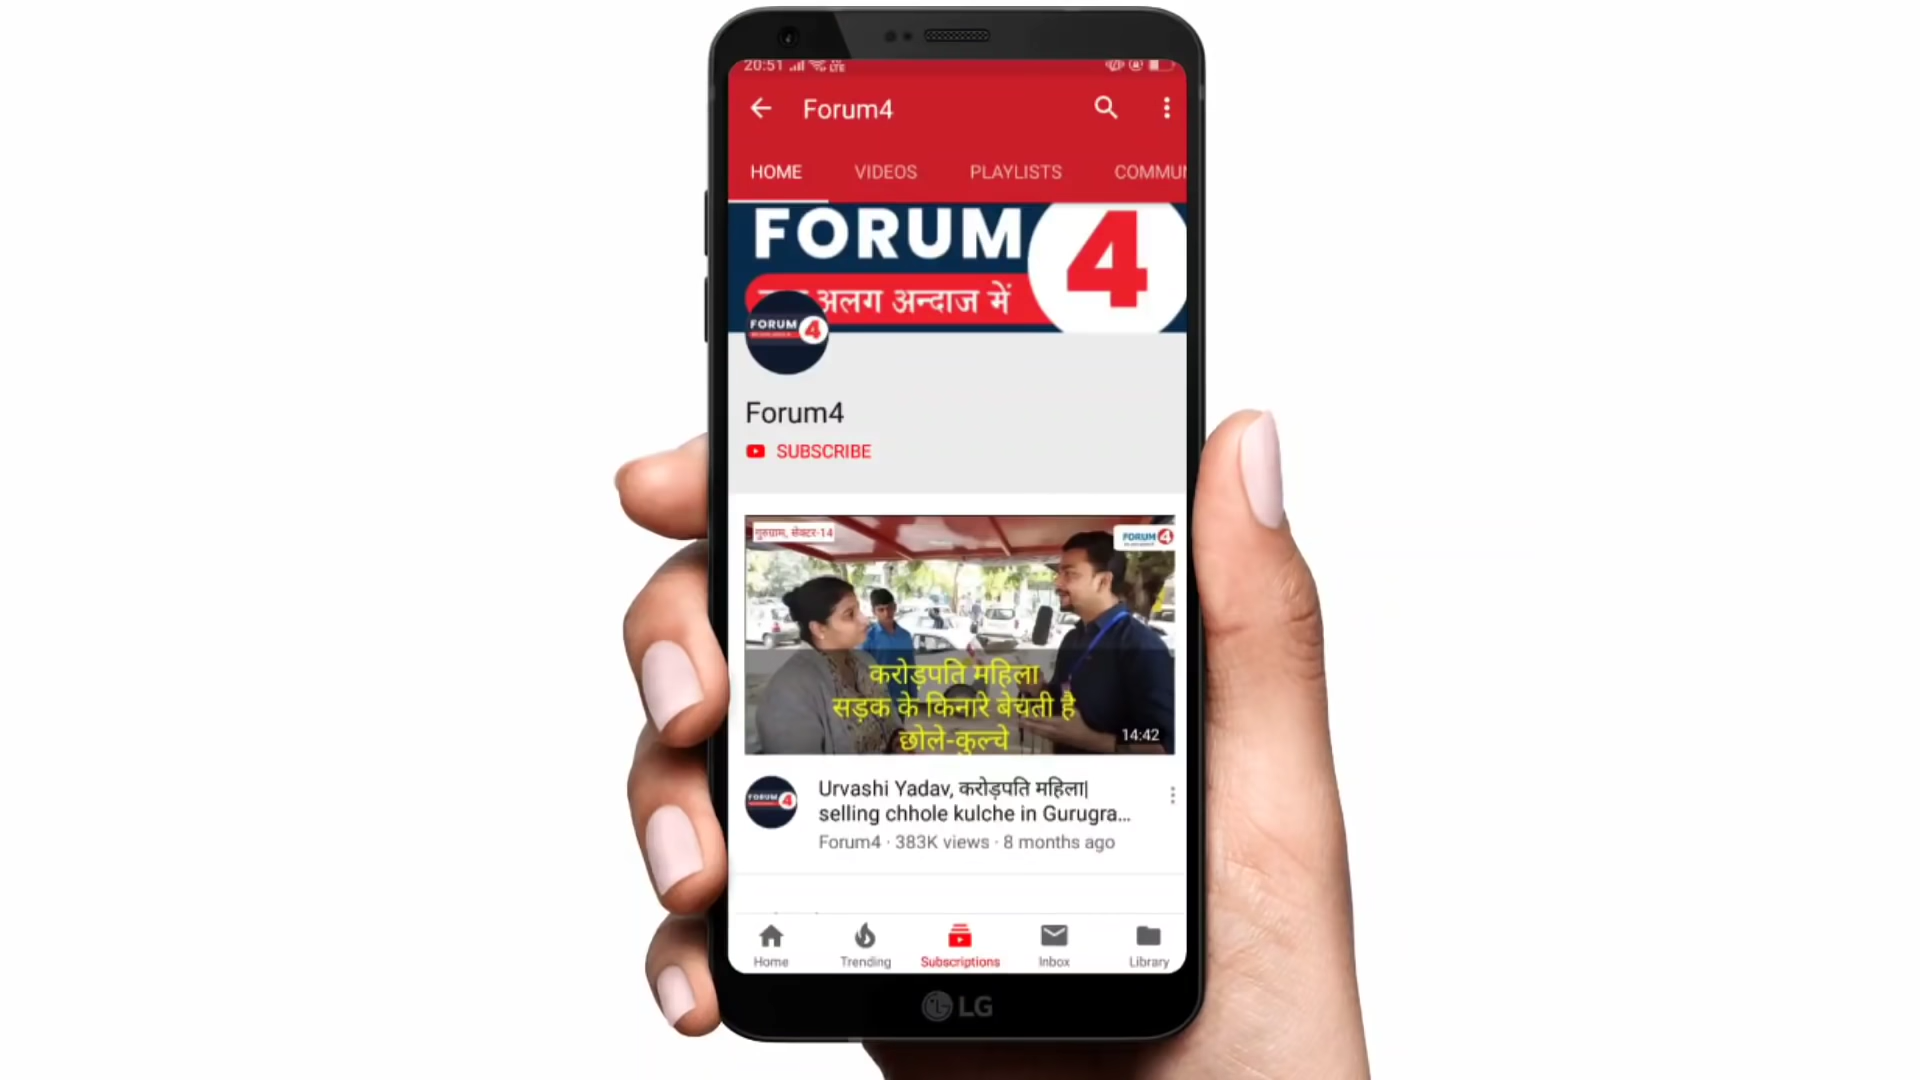 20:51
Forum4
HOME VIDEOS PLAYLISTS COMMUN
FORUM 4
अलग अन्दाज में
FORUM 4
Forum4
SUBSCRIBE
गुरुग्राम, सेक्टर-14
FORUM 4
करोड़पति महिला
सड़क के किनारे बेचती है
छोले-कुल्चे
14:42
FORUM 4
Urvashi Yadav, करोड़पति महिला|
selling chhole kulche in Gurugra...
Forum4 · 383K views · 8 months ago
Home Trending Subscriptions Inbox Library
LG